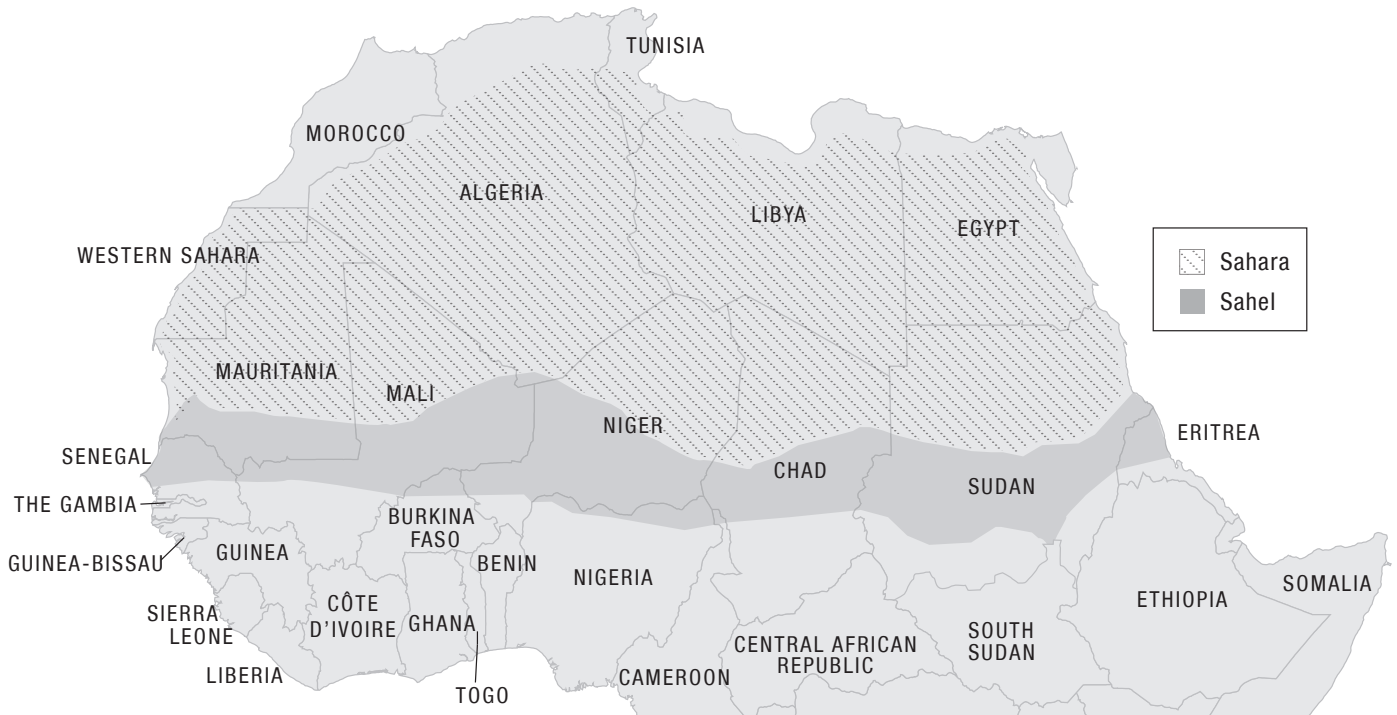 TUNISIA
MOROCCO
ALGERIA
LIBYA
EGYPT
WESTERN SAHARA
Sahara
Sahel
MAURITANIA
MALI
NIGER
CHAD
SUDAN
ERITREA
SENEGAL
THE GAMBIA
GUINEA-BISSAU
GUINEA
BURKINA
FASO
BENIN
NIGERIA
SIERRA
LEONE
LIBERIA
CÔTE
D'IVOIRE
GHANA
TOGO
CAMEROON
CENTRAL AFRICAN
REPUBLIC
SOUTH
SUDAN
ETHIOPIA
SOMALIA